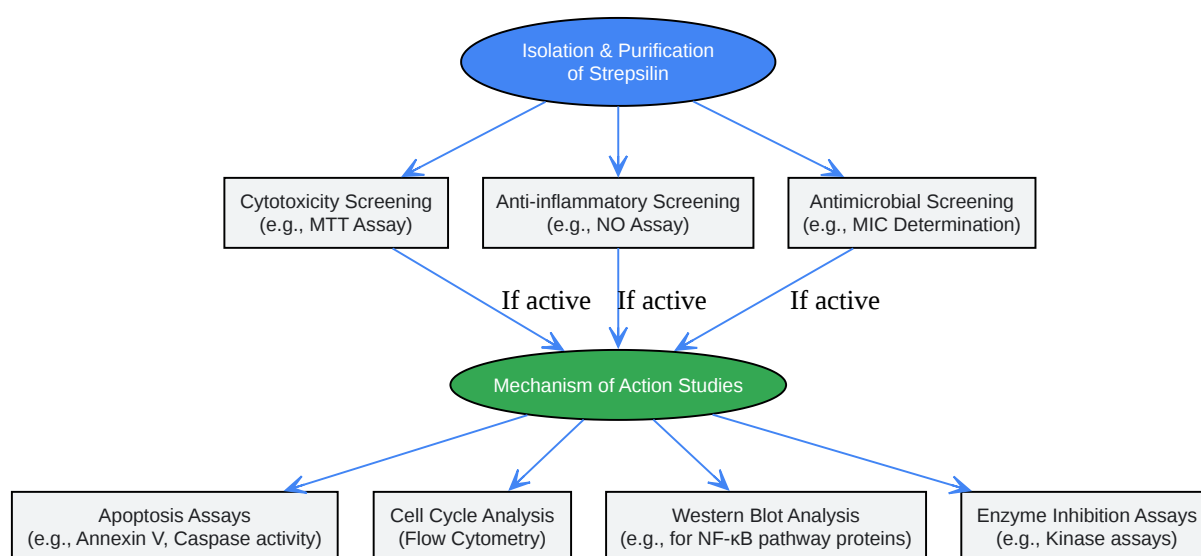 Isolation & Purification
of Strepsilin
Cytotoxicity Screening
(e.g., MTT Assay)
Anti-inflammatory Screening
(e.g., NO Assay)
Antimicrobial Screening
(e.g., MIC Determination)
If active
If active
If active
Mechanism of Action Studies
Apoptosis Assays
(e.g., Annexin V, Caspase activity)
Cell Cycle Analysis
(Flow Cytometry)
Western Blot Analysis
(e.g., for NF-κB pathway proteins)
Enzyme Inhibition Assays
(e.g., Kinase assays)